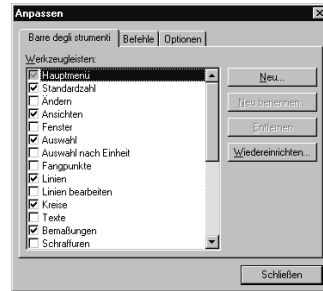 Anpassen
Barre degli strumenti Befehle Optionen
Werkzeugleisten:
Hauptmenü
Standardzahl
Ändern
Ansichten
Fenster
Auswahl
Auswahl nach Einheit
Fangpunkte
Linien
Linien bearbeiten
Kreise
Texte
Bemaßungen
Schraffuren
Neu...
Neu benennen...
Entfernen
Wiedereinrichten...
Schließen